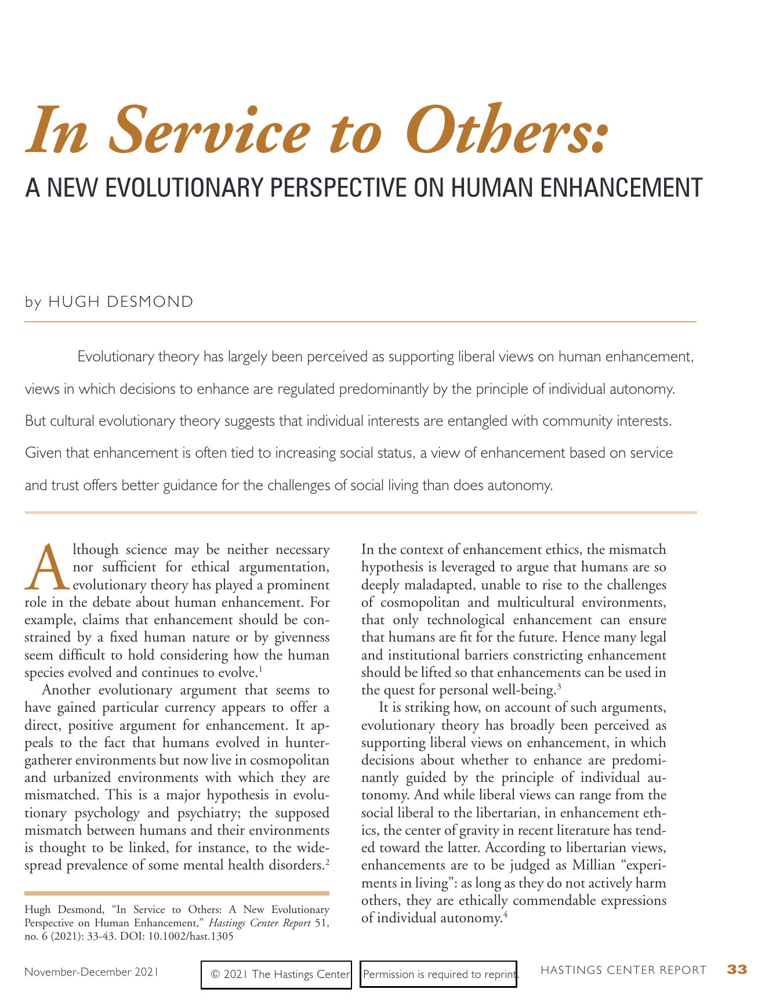 In Service to Others:
A NEW EVOLUTIONARY PERSPECTIVE ON HUMAN ENHANCEMENT
by HUGH DESMOND
Evolutionary theory has largely been perceived as supporting liberal views on human enhancement,
views in which decisions to enhance are regulated predominantly by the principle of individual autonomy.
But cultural evolutionary theory suggests that individual interests are entangled with community interests.
Given that enhancement is often tied to increasing social status, a view of enhancement based on service
and trust offers better guidance for the challenges of social living than does autonomy.
Although science may be neither necessary
nor sufficient for ethical argumentation,
evolutionary theory has played a prominent
role in the debate about human enhancement. For
example, claims that enhancement should be con-
strained by a fixed human nature or by givenness
seem difficult to hold considering how the human
species evolved and continues to evolve.1
Another evolutionary argument that seems to
have gained particular currency appears to offer a
direct, positive argument for enhancement. It ap-
peals to the fact that humans evolved in hunter-
gatherer environments but now live in cosmopolitan
and urbanized environments with which they are
mismatched. This is a major hypothesis in evolu-
tionary psychology and psychiatry; the supposed
mismatch between humans and their environments
is thought to be linked, for instance, to the wide-
spread prevalence of some mental health disorders.2
In the context of enhancement ethics, the mismatch
hypothesis is leveraged to argue that humans are so
deeply maladapted, unable to rise to the challenges
of cosmopolitan and multicultural environments,
that only technological enhancement can ensure
that humans are fit for the future. Hence many legal
and institutional barriers constricting enhancement
should be lifted so that enhancements can be used in
the quest for personal well-being.3
It is striking how, on account of such arguments,
evolutionary theory has broadly been perceived as
supporting liberal views on enhancement, in which
decisions about whether to enhance are predomi-
nantly guided by the principle of individual au-
tonomy. And while liberal views can range from the
social liberal to the libertarian, in enhancement eth-
ics, the center of gravity in recent literature has tend-
ed toward the latter. According to libertarian views,
enhancements are to be judged as Millian “experi-
ments in living”: as long as they do not actively harm
others, they are ethically commendable expressions
of individual autonomy.4
Hugh Desmond, “In Service to Others: A New Evolutionary
Perspective on Human Enhancement,” Hastings Center Report 51,
no. 6 (2021): 33-43. DOI: 10.1002/hast.1305
November-December 2021
© 2021 The Hastings Center. Permission is required to reprint.
HASTINGS CENTER REPORT 33